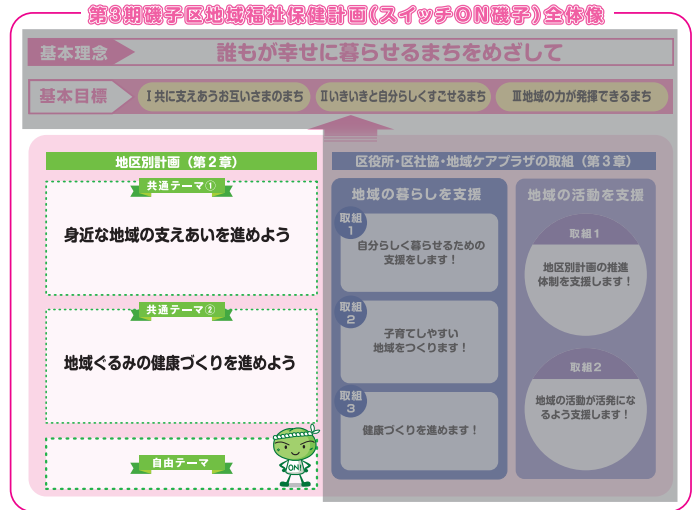 第3期磯子区地域福祉保健計画(スイッチON磯子)全体像
基本理念
誰もが幸せに暮らせるまちをめざして
基本目標
Ⅰ共に支えあうお互いさまのまち
Ⅱいきいきと自分らしくすごせるまち
Ⅲ地域の力が発揮できるまち
地区別計画(第2章)
共通テーマ①
身近な地域の支えあいを進めよう
共通テーマ②
地域ぐるみの健康づくりを進めよう
自由テーマ
ON!
区役所・区社協・地域ケアプラザの取組(第3章)
地域の暮らしを支援
取組
1
自分らしく暮らせるための
支援をします！
取組
2
子育てしやすい
地域をつくります！
取組
3
健康づくりを進めます！
地域の活動を支援
取組1
地区別計画の推進
体制を支援します！
取組2
地域の活動が活発にな
るよう支援します！